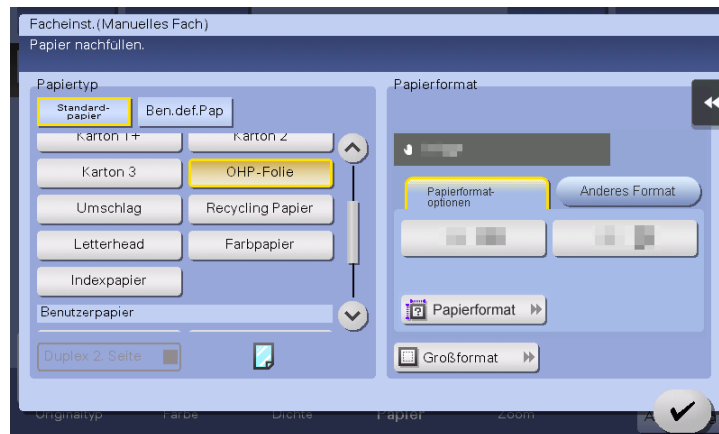 Facheinst.(Manuelles Fach)
Papier nachfüllen.
Papiertyp
Standard-
papier
Ben.def.Pap
Karton 1+
Karton 2
Karton 3
OHP-Folie
Umschlag
Recycling Papier
Letterhead
Farbpapier
Indexpapier
Benutzerpapier
Duplex 2. Seite
Papierformat
Papierformat-
optionen
Anderes Format
Papierformat
Großformat
Originaltyp
Farbe
Dichte
Papier
Zoom